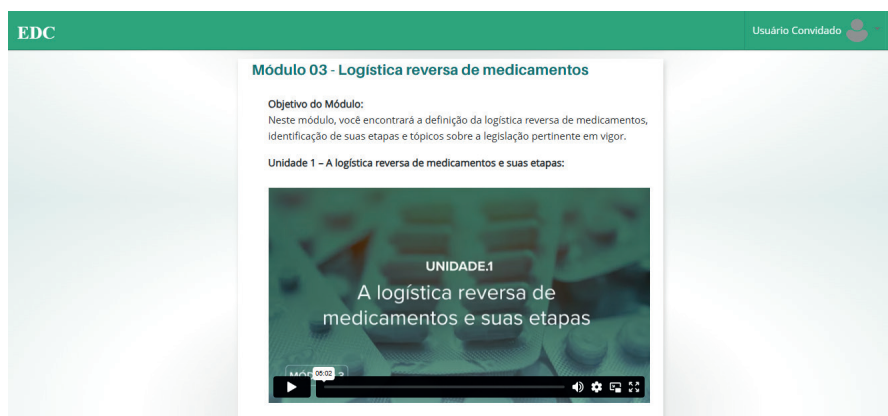 EDC
Usuário Convidado
Módulo 03 - Logística reversa de medicamentos
Objetivo do Módulo:
Neste módulo, você encontrará a definição da logística reversa de medicamentos,
identificação de suas etapas e tópicos sobre a legislação pertinente em vigor.
Unidade 1 – A logística reversa de medicamentos e suas etapas:
UNIDADE.1
A logística reversa de
medicamentos e suas etapas
05:02